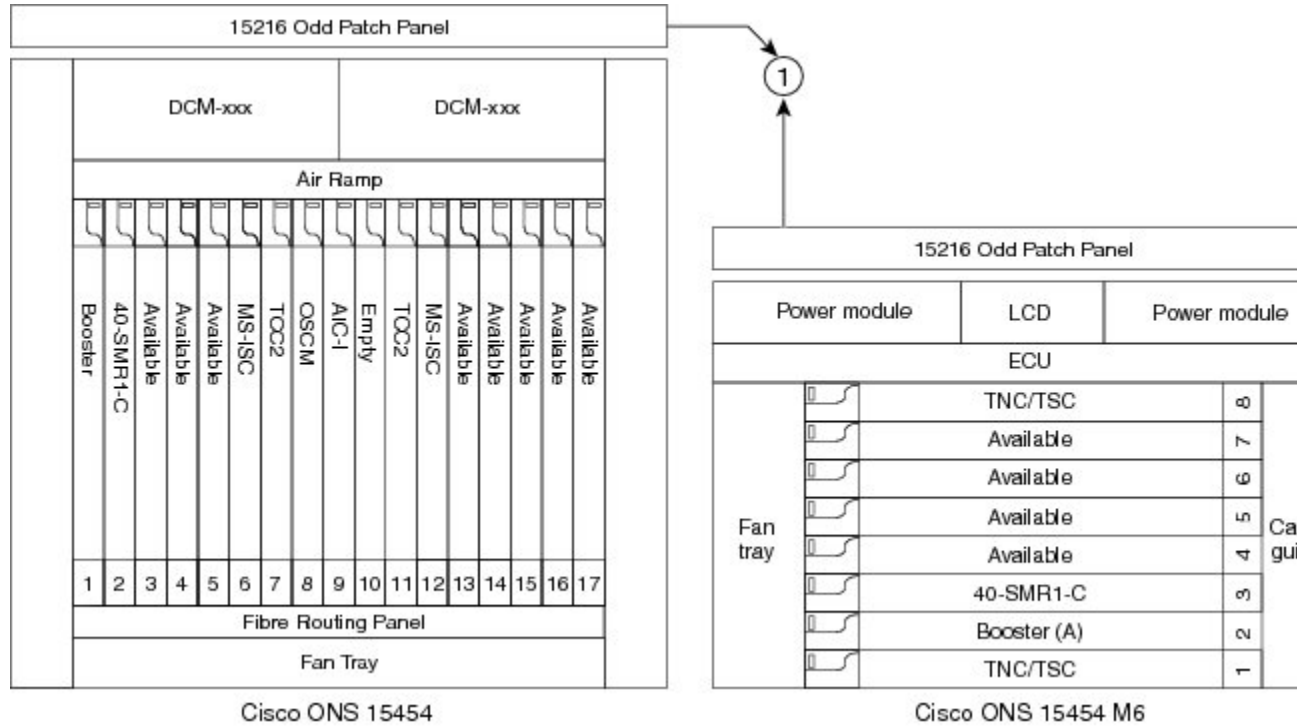 15216 Odd Patch Panel
1
DCM-xxx DCM-xxx
Air Ramp
Booster
40-SMR1-C
Available
Available
Available
MS-ISC
TCC2
OSCM
AIC-I
Empty
TCC2
MS-ISC
Available
Available
Available
Available
Available
1 2 3 4 5 6 7 8 9 10 11 12 13 14 15 16 17
Fibre Routing Panel
Fan Tray
Cisco ONS 15454
15216 Odd Patch Panel
Power module LCD Power module
ECU
Fan
tray
TNC/TSC 8
Available 7
Available 6
Available 5
Available 4
40-SMR1-C 3
Booster (A) 2
TNC/TSC 1
Ca
gui
Cisco ONS 15454 M6